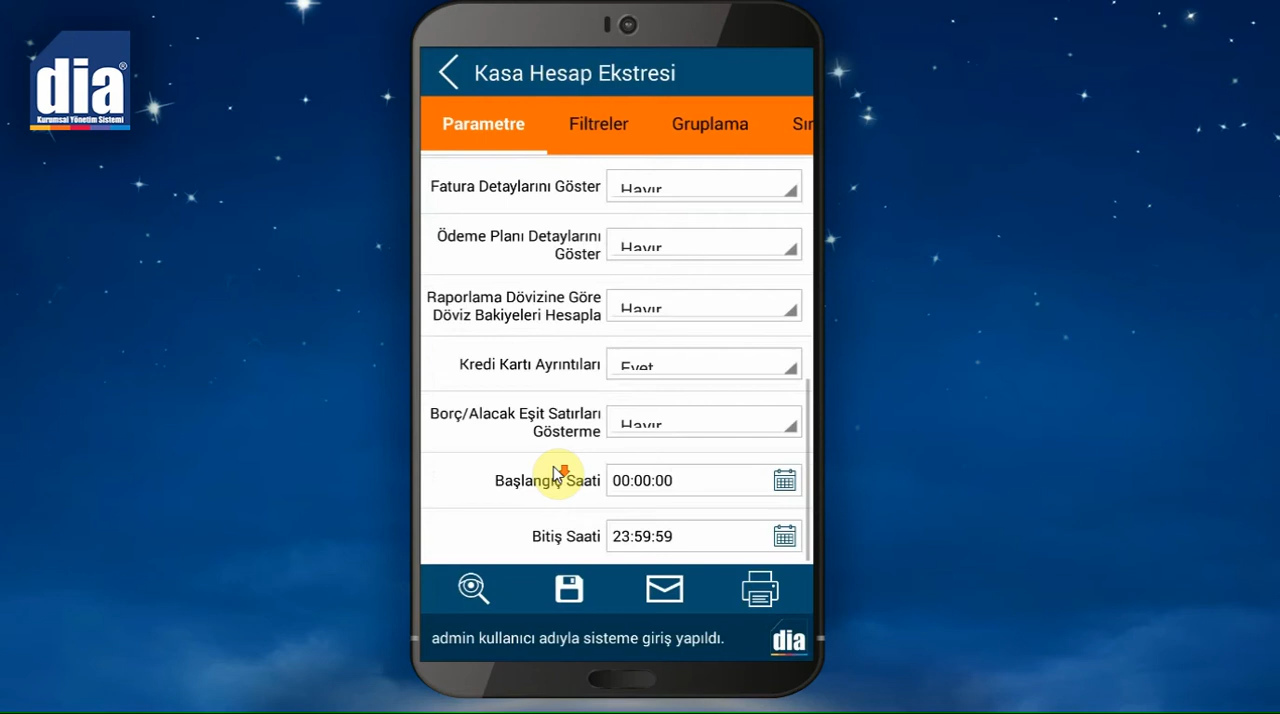 dia®
Kurumsal Yönetim Sistemi
Kasa Hesap Ekstresi
Parametre Filtreler Gruplama Sır
Fatura Detaylarını Göster Hayır
Ödeme Planı Detaylarını
Göster Hayır
Raporlama Dövizine Göre
Döviz Bakiyeleri Hesapla Hayır
Kredi Kartı Ayrıntıları Evet
Borç/Alacak Eşit Satırları
Gösterme Hayır
Başlangıç Saati 00:00:00
Bitiş Saati 23:59:59
admin kullanıcı adıyla sisteme giriş yapıldı. dia